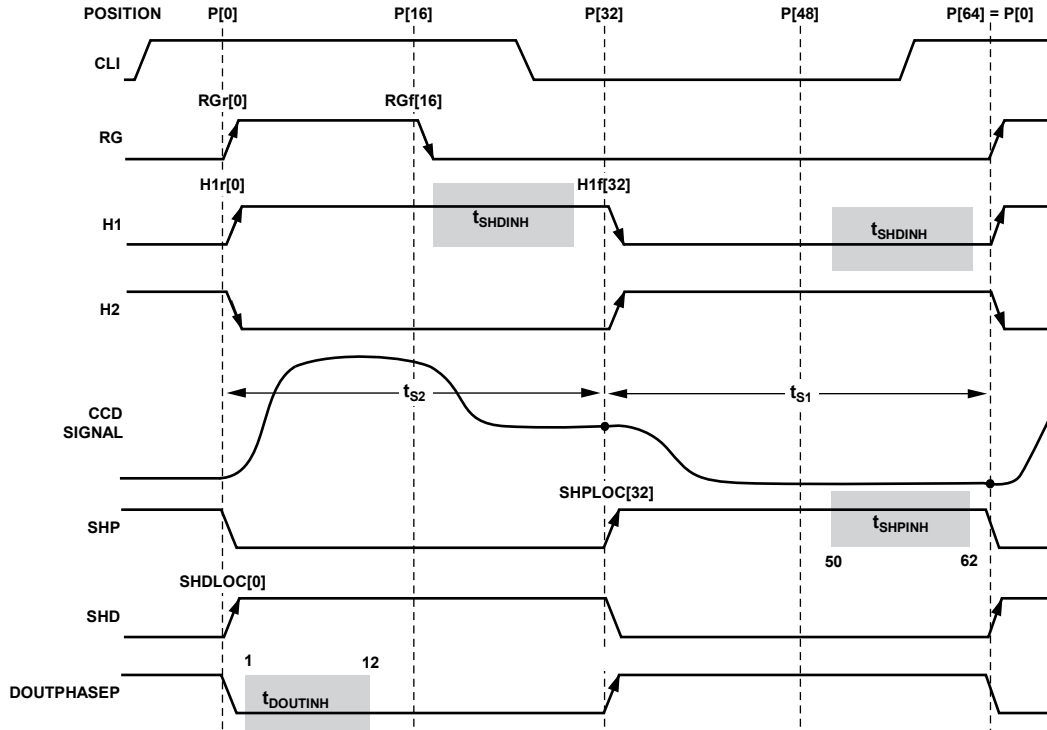 POSITION P[0] P[16] P[32] P[48] P[64] = P[0]
CLI
RGr[0] RGf[16]
RG
H1r[0] H1f[32]
H1 tSHDINH tSHDINH
H2
tS2 tS1
CCD
SIGNAL
SHPLOC[32]
SHP tSHPINH
50 62
SHDLOC[0]
SHD
1 12
DOUTPHASEP tDOUTINH